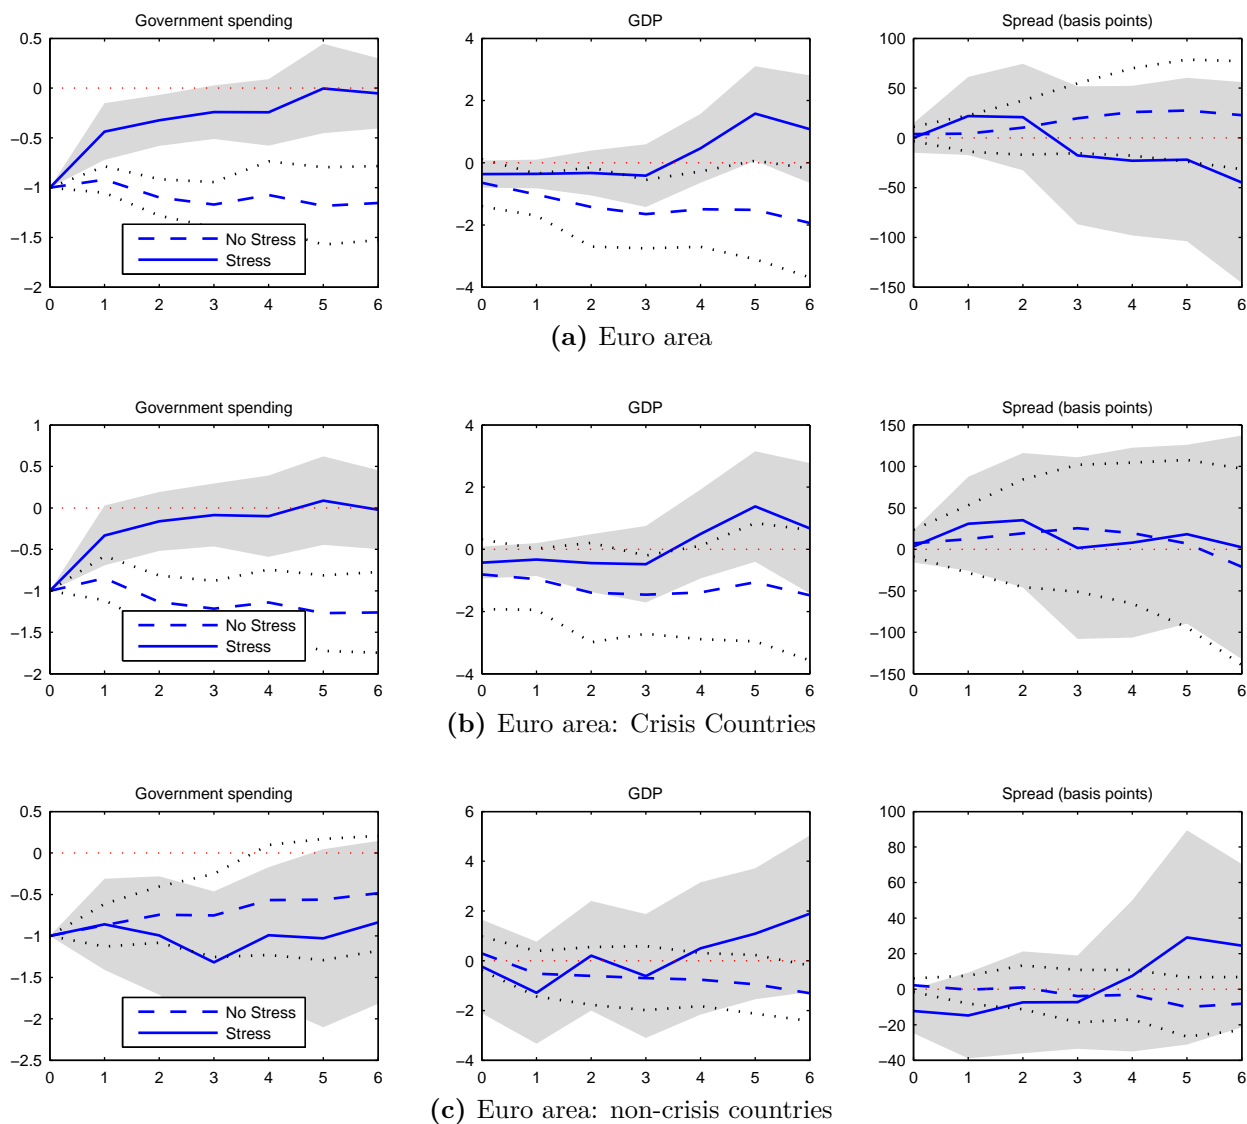 Government spending
GDP
Spread (basis points)
0.5
0
−0.5
−1
−1.5
−2
0 1 2 3 4 5 6
No Stress
Stress
4
2
0
−2
−4
0 1 2 3 4 5 6
100
50
0
−50
−100
−150
0 1 2 3 4 5 6
(a) Euro area
Government spending
GDP
Spread (basis points)
1
0.5
0
−0.5
−1
−1.5
−2
0 1 2 3 4 5 6
No Stress
Stress
4
2
0
−2
−4
0 1 2 3 4 5 6
150
100
50
0
−50
−100
−150
0 1 2 3 4 5 6
(b) Euro area: Crisis Countries
Government spending
GDP
Spread (basis points)
0.5
0
−0.5
−1
−1.5
−2
−2.5
0 1 2 3 4 5 6
No Stress
Stress
6
4
2
0
−2
−4
0 1 2 3 4 5 6
100
80
60
40
20
0
−20
−40
0 1 2 3 4 5 6
(c) Euro area: non-crisis countries